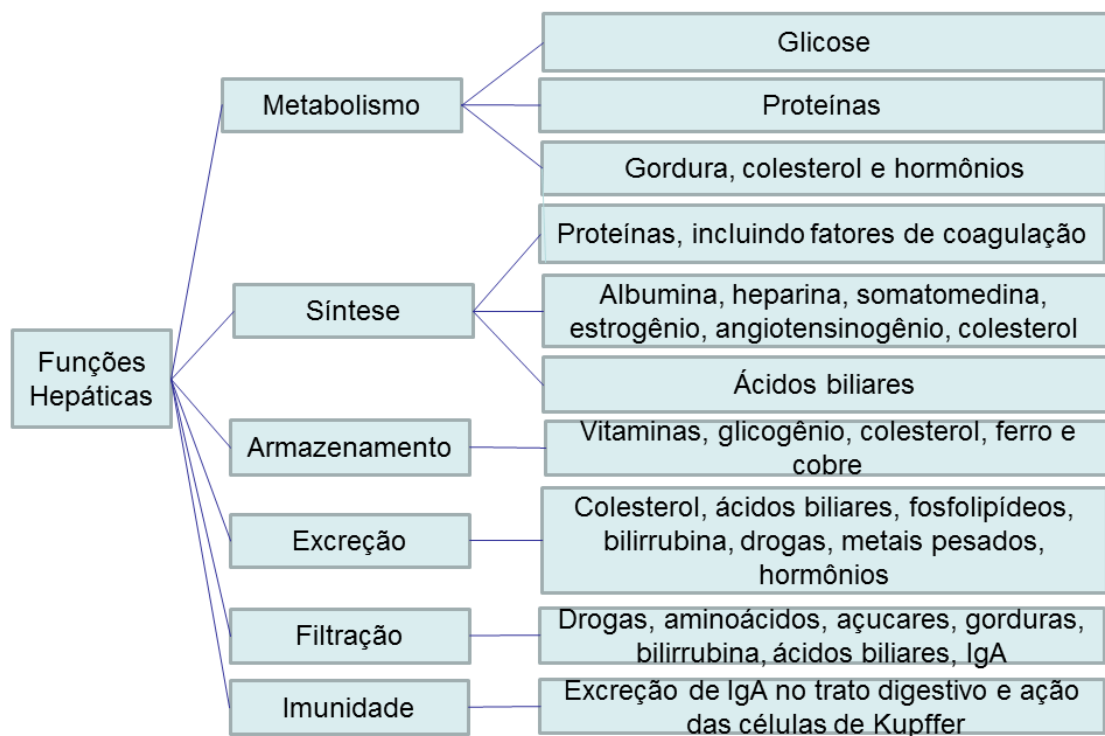 Funções
Hepáticas
Metabolismo
Glicose
Proteínas
Gordura, colesterol e hormônios
Síntese
Proteínas, incluindo fatores de coagulação
Albumina, heparina, somatomedina,
estrogênio, angiotensinogênio, colesterol
Ácidos biliares
Armazenamento
Vitaminas, glicogênio, colesterol, ferro e
cobre
Excreção
Colesterol, ácidos biliares, fosfolipídeos,
bilirrubina, drogas, metais pesados,
hormônios
Filtração
Drogas, aminoácidos, açucares, gorduras,
bilirrubina, ácidos biliares, IgA
Imunidade
Excreção de IgA no trato digestivo e ação
das células de Kupffer